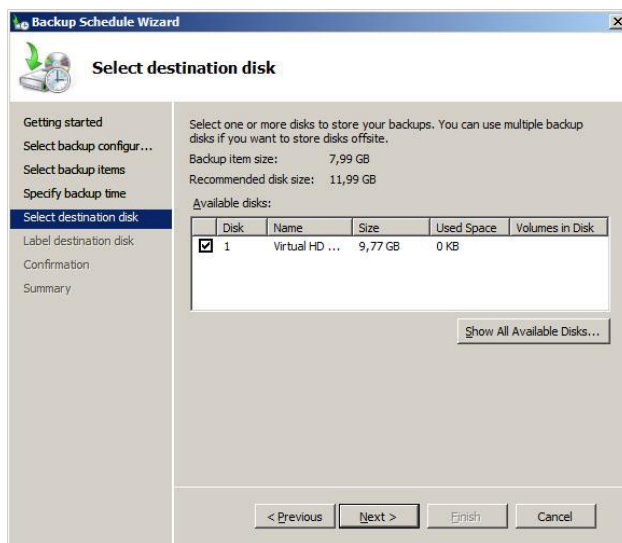 Backup Schedule Wizard
Select destination disk
Getting started
Select backup configur...
Select backup items
Specify backup time
Select destination disk
Label destination disk
Confirmation
Summary
Select one or more disks to store your backups. You can use multiple backup
disks if you want to store disks offsite.
Backup item size: 7,99 GB
Recommended disk size: 11,99 GB
Available disks:
Disk Name Size Used Space Volumes in Disk
1 Virtual HD ... 9,77 GB 0 KB
Show All Available Disks...
< Previous Next > Finish Cancel